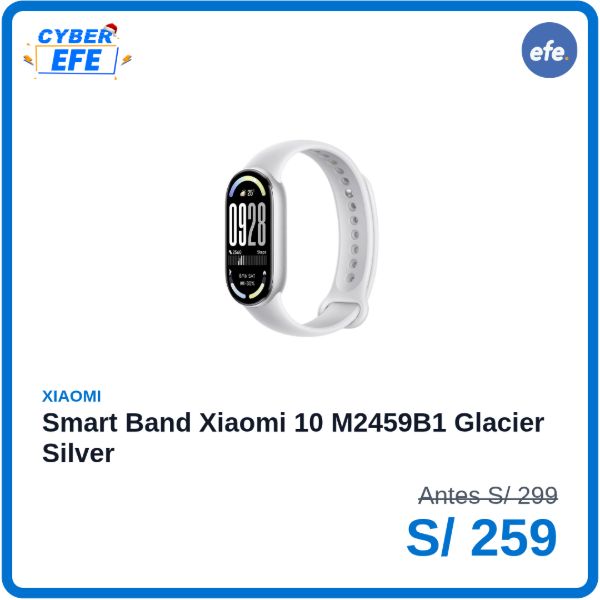 CYBER
EFE
efe.
0928
XIAOMI
Smart Band Xiaomi 10 M2459B1 Glacier
Silver
Antes S/ 299
S/ 259